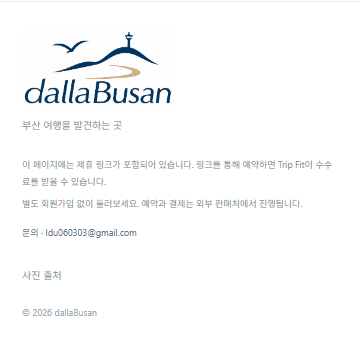 dallaBusan
부산 여행을 발견하는 곳
이 페이지에는 제휴 링크가 포함되어 있습니다. 링크를 통해 예약하면 Trip Fit이 수수
료를 받을 수 있습니다.
별도 회원가입 없이 둘러보세요. 예약과 결제는 외부 판매처에서 진행됩니다.
문의 · ldu060303@gmail.com
사진 출처
© 2026 dallaBusan